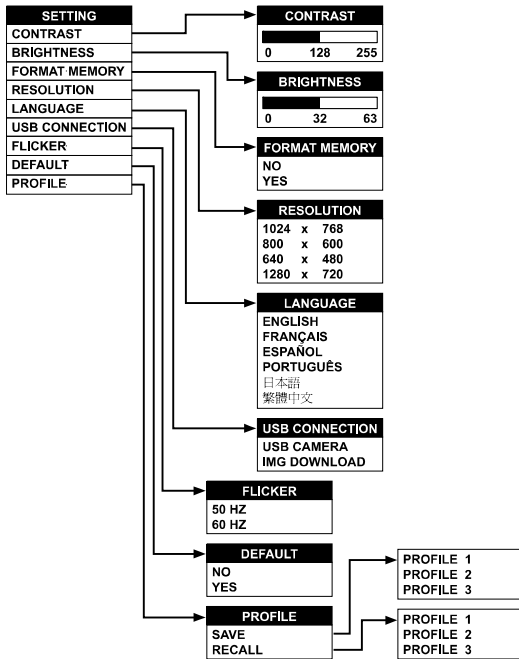 SETTING
CONTRAST
BRIGHTNESS
FORMAT MEMORY
RESOLUTION
LANGUAGE
USB CONNECTION
FLICKER
DEFAULT
PROFILE
CONTRAST
0 128 255
BRIGHTNESS
0 32 63
FORMAT MEMORY
NO
YES
RESOLUTION
1024 x 768
800 x 600
640 x 480
1280 x 720
LANGUAGE
ENGLISH
FRANÇAIS
ESPAÑOL
PORTUGUÊS
日本語
繁體中文
USB CONNECTION
USB CAMERA
IMG DOWNLOAD
FLICKER
50 HZ
60 HZ
DEFAULT
NO
YES
PROFILE
SAVE
RECALL
PROFILE 1
PROFILE 2
PROFILE 3
PROFILE 1
PROFILE 2
PROFILE 3